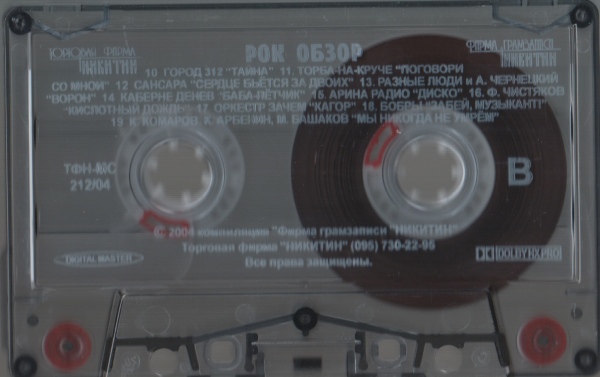 ТОРГОВАЯ ФИРМА
НИКИТИН
РОК ОБЗОР
ФИРМА ГРАМЗАПИСИ
НИКИТИН
10 ГОРОД 312 "ТАЙНА" 11. ТОРБА-НА-КРУЧЕ "ПОГОВОРИ
СО МНОЙ" 12 САНСАРА "СЕРДЦЕ БЬЁТСЯ ЗА ДВОИХ" 13. РАЗНЫЕ ЛЮДИ и А. ЧЕРНЕЦКИЙ
"ВОРОН" 14 КАБЕРНЕ ДЕНЕВ "БАБА-ЛЁТЧИК" 15. АРИНА РАДИО "ДИСКО" 16. Ф. ЧИСТЯКОВ
"КИСЛОТНЫЙ ДОЖДЬ" 17 ОРКЕСТР ЗАЧЕМ "КАГОР" 18. БОБРЫ "ЗАБЕЙ, МУЗЫКАНТ!"
19 К. КОМАРОВ, К. АРБЕНИН, М. БАШАКОВ "МЫ НИКОГДА НЕ УМРЁМ"
ТФН-МС
212/04
B
© 2004 компиляция "Фирма грамзаписи "НИКИТИН"
Торговая фирма "НИКИТИН" (095) 730-22-95
Все права защищены.
DIGITAL MASTER
DOLBY HX PRO